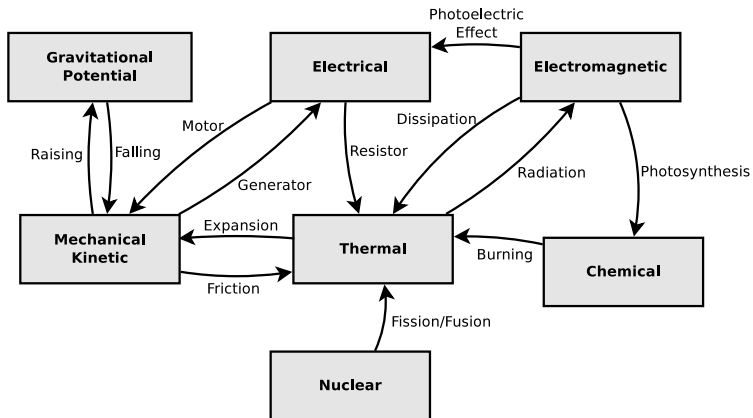 Photoelectric
Effect
Gravitational
Potential
Electrical
Electromagnetic
Motor
Dissipation
Raising
Falling
Resistor
Generator
Radiation
Photosynthesis
Expansion
Mechanical
Kinetic
Thermal
Burning
Chemical
Friction
Fission/Fusion
Nuclear